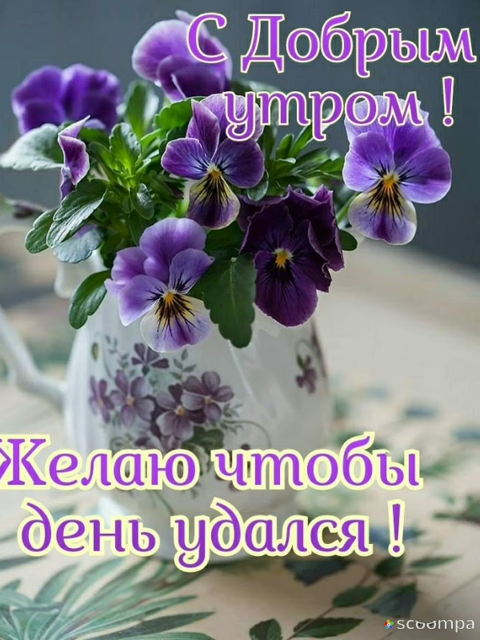 С Добрым
утром !
Желаю чтобы
день удался !
scoompa